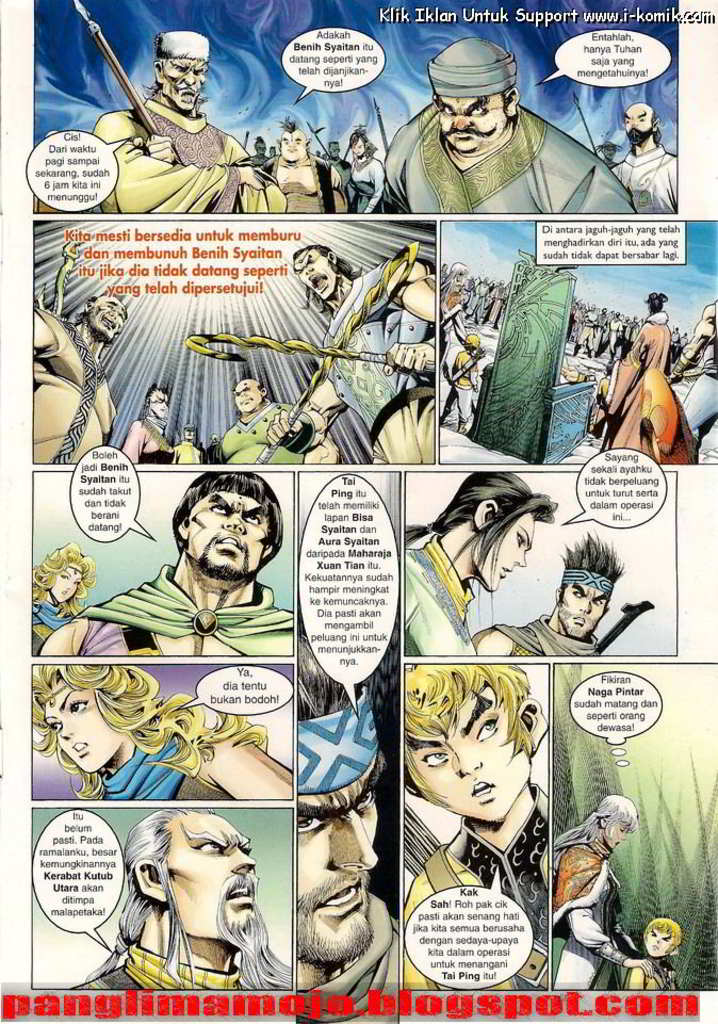 Klik Iklan Untuk Support www.i-komik.com
Cis!
Dari waktu
pagi sampai
sekarang, sudah
6 jam kita ini
menunggu!
Adakah
Benih Syaitan itu
datang seperti yang
telah dijanjikan-
nya!
Entahlah,
hanya Tuhan
saja yang
mengetahuinya!
Kita mesti bersedia untuk memburu
dan membunuh Benih Syaitan
itu jika dia tidak datang seperti
yang telah dipersetujui!
Di antara jaguh-jaguh yang telah
menghadirkan diri itu, ada yang
sudah tidak dapat bersabar lagi.
Boleh
jadi Benih
Syaitan itu
sudah takut
dan tidak
berani
datang!
Tai
Ping itu
telah memiliki
lapan Bisa
Syaitan dan
Aura Syaitan
daripada Maharaja
Xuan Tian itu.
Kekuatannya sudah
hampir meningkat
ke kemuncaknya.
Dia pasti akan
mengambil
peluang ini untuk
menunjukkan-
nya.
Sayang
sekali ayahku
tidak berpeluang
untuk turut serta
dalam operasi
ini...
Ya,
dia tentu
bukan bodoh!
Itu
belum
pasti. Pada
ramalanku, besar
kemungkinannya
Kerabat Kutub
Utara akan
ditimpa
malapetaka!
Kak
Sah! Roh pak cik
pasti akan senang hati
jika kita semua berusaha
dengan sedaya-upaya
kita dalam operasi
untuk menangani
Tai Ping itu!
Fikiran
Naga Pintar
sudah matang dan
seperti orang
dewasa!
panglimamojo.blogspot.com